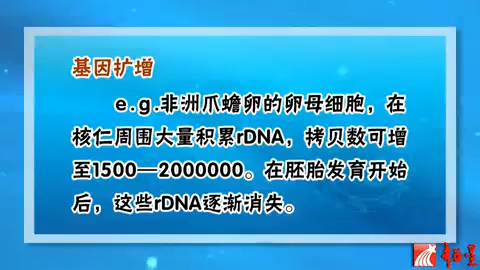 基因扩增
e.g.非洲爪蟾卵的卵母细胞，在
核仁周围大量积累rDNA，拷贝数可增
至1500—2000000。在胚胎发育开始
后，这些rDNA逐渐消失。